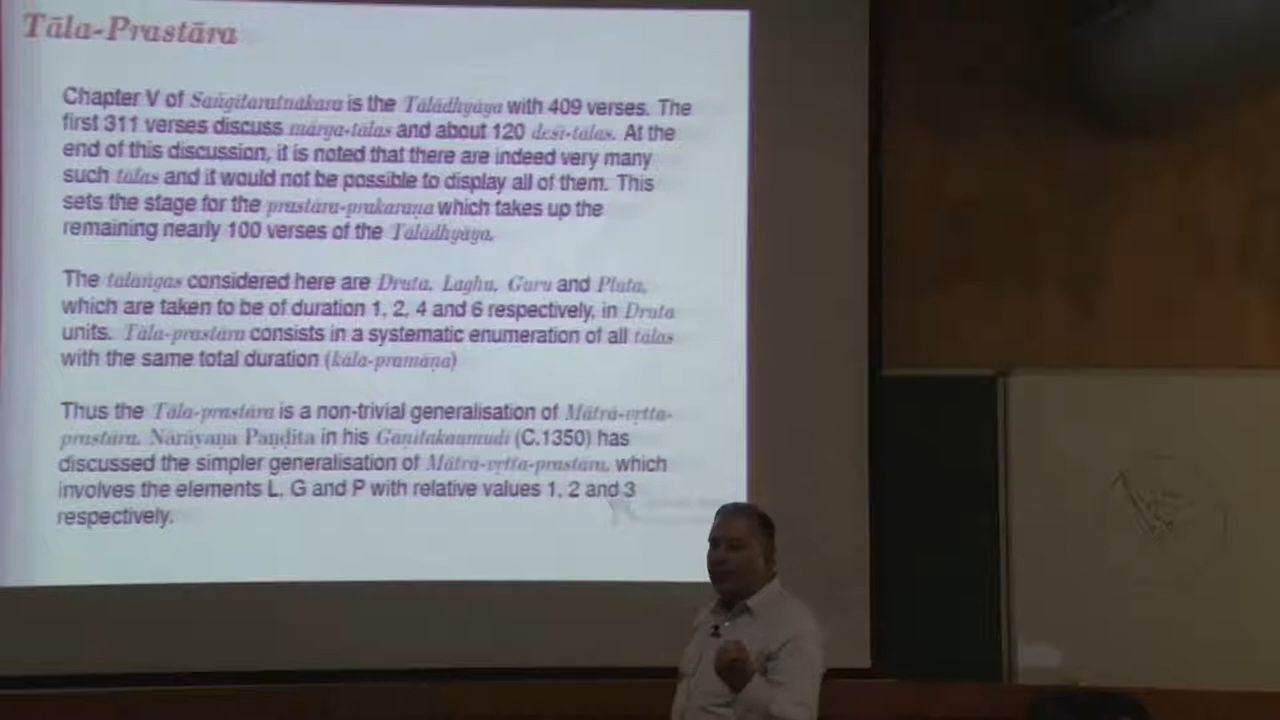 Tāla-Prastāra
Chapter V of Saṅgītaratnākara is the Tālādhyāya with 409 verses. The
first 311 verses discuss mārga-tālas and about 120 deśī-tālas. At the
end of this discussion, it is noted that there are indeed very many
such tālas and it would not be possible to display all of them. This
sets the stage for the prastāra-prakaraṇa which takes up the
remaining nearly 100 verses of the Tālādhyāya.
The tālāṅgas considered here are Druta, Laghu, Guru and Pluta,
which are taken to be of duration 1, 2, 4 and 6 respectively, in Druta
units. Tāla-prastāra consists in a systematic enumeration of all tālas
with the same total duration (kāla-pramāṇa)
Thus the Tāla-prastāra is a non-trivial generalisation of Mātrā-vṛtta-
prastāra. Nārāyaṇa Paṇḍita in his Gaṇitakaumudī (C.1350) has
discussed the simpler generalisation of Mātrā-vṛtta-prastāra, which
involves the elements L, G and P with relative values 1, 2 and 3
respectively.